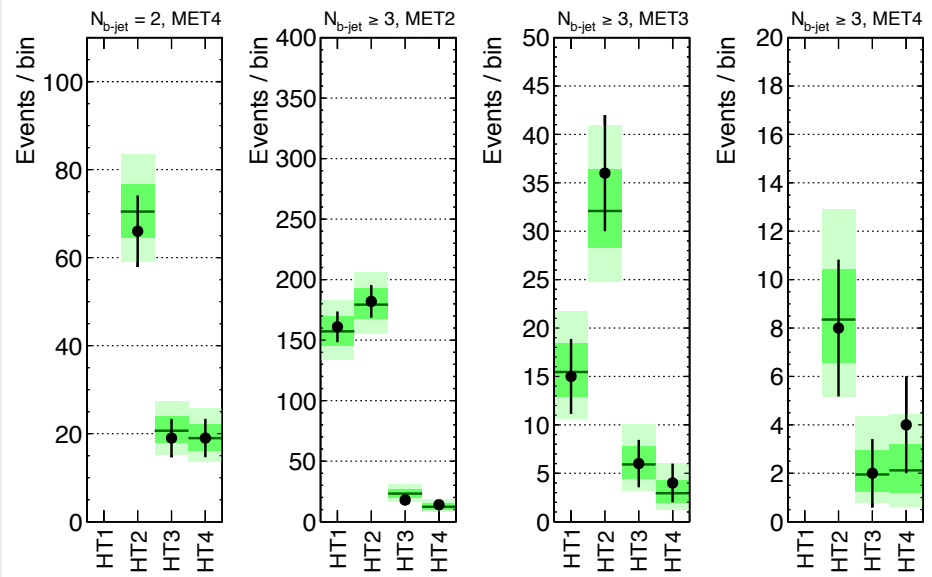 N_b-jet = 2, MET4
Events / bin
100
80
60
40
20
0
HT1
HT2
HT3
HT4
N_b-jet ≥ 3, MET2
Events / bin
400
350
300
250
200
150
100
50
0
HT1
HT2
HT3
HT4
N_b-jet ≥ 3, MET3
Events / bin
50
45
40
35
30
25
20
15
10
5
0
HT1
HT2
HT3
HT4
N_b-jet ≥ 3, MET4
Events / bin
20
18
16
14
12
10
8
6
4
2
0
HT1
HT2
HT3
HT4